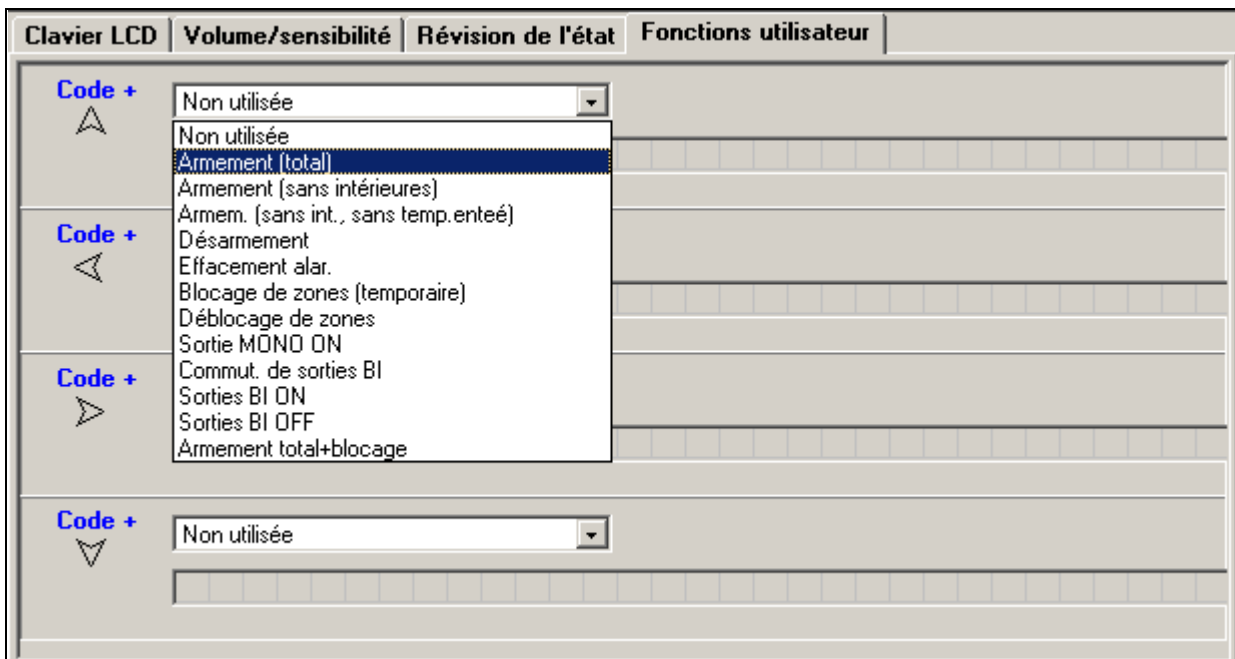 Clavier LCD Volume/sensibilité Révision de l'état Fonctions utilisateur
Code +
Non utilisée
Non utilisée
Armement (total)
Armement (sans intérieures)
Armem. (sans int., sans temp.enteé)
Code +
Désarmement
Effacement alar.
Blocage de zones (temporaire)
Déblocage de zones
Sortie MONO ON
Code +
Commut. de sorties BI
Sorties BI ON
Sorties BI OFF
Armement total+blocage
Code +
Non utilisée